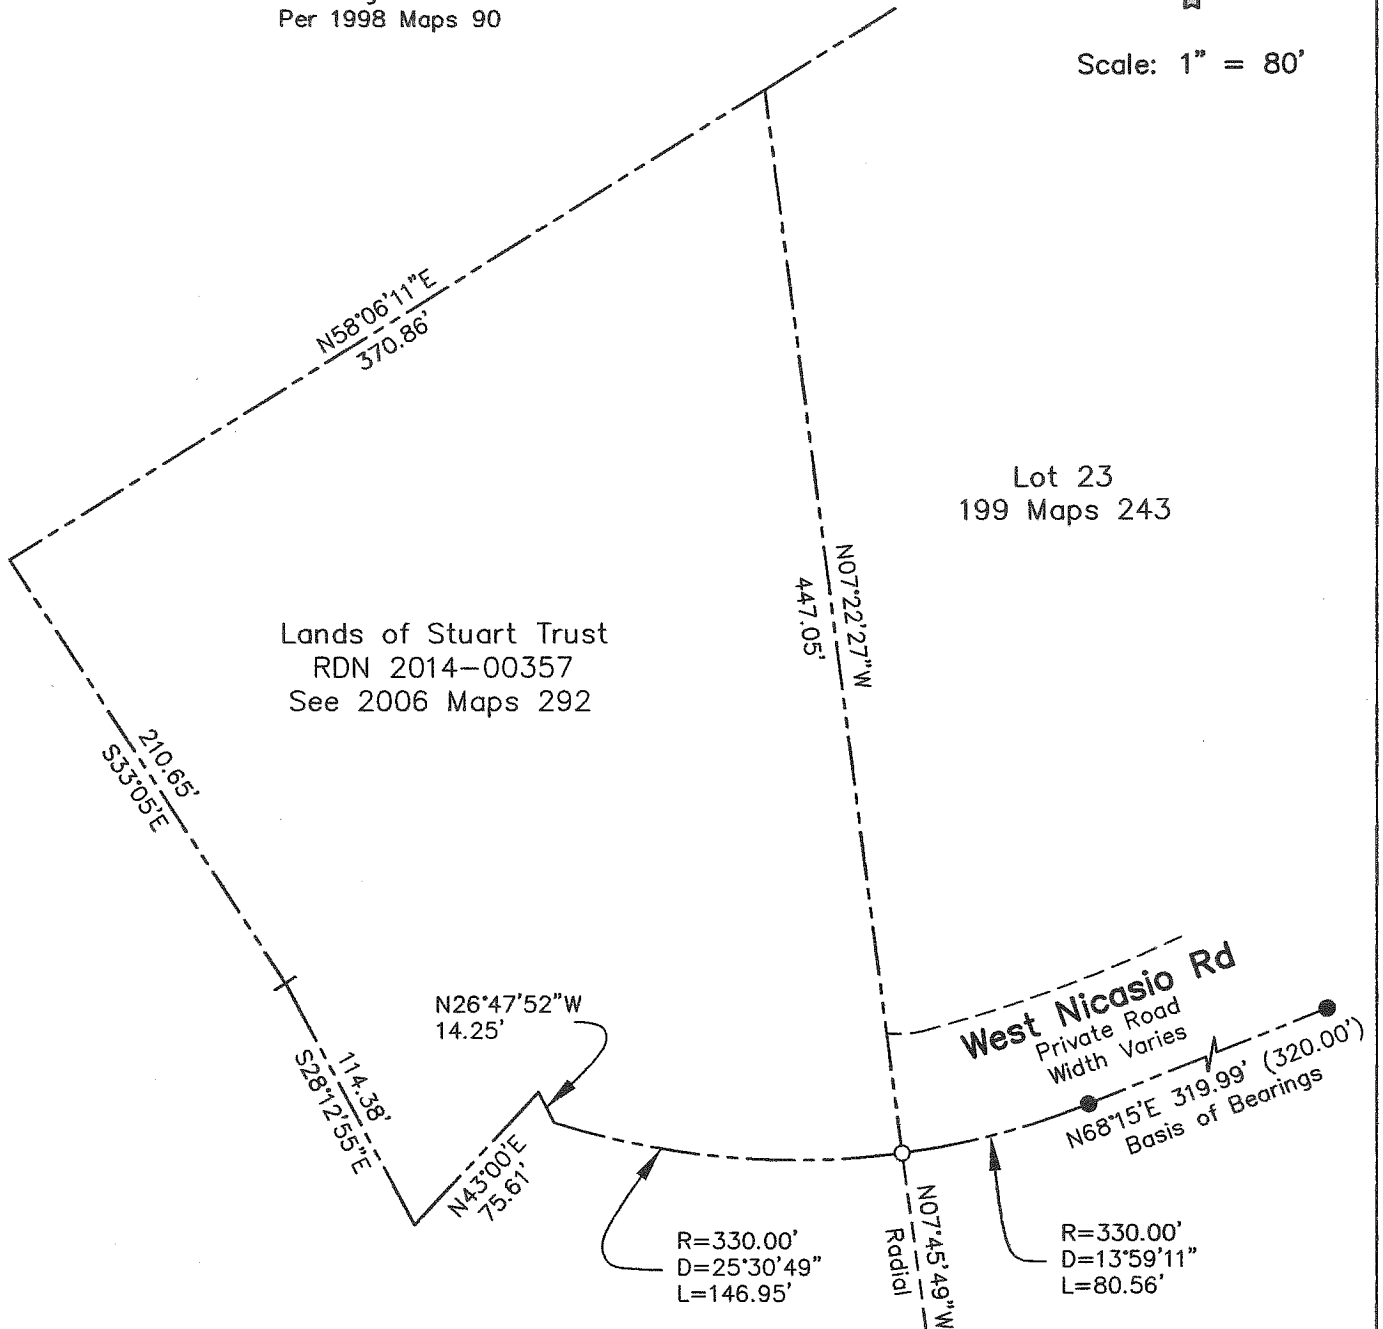 Per 1998 Maps 90
Scale: 1" = 80'
N58°06'11"E
370.86'
Lot 23
199 Maps 243
N07°22'27"W
447.05'
Lands of Stuart Trust
RDN 2014-00357
See 2006 Maps 292
210.65'
S33°05'E
N26°47'52"W
14.25'
West Nicasio Rd
Private Road
Width Varies
N68°15'E 319.99' (320.00')
Basis of Bearings
114.38'
S28°12'55"E
N43°00'E
75.61'
R=330.00'
D=25°30'49"
L=146.95'
N07°45'49"W
Radial
R=330.00'
D=13°59'11"
L=80.56'